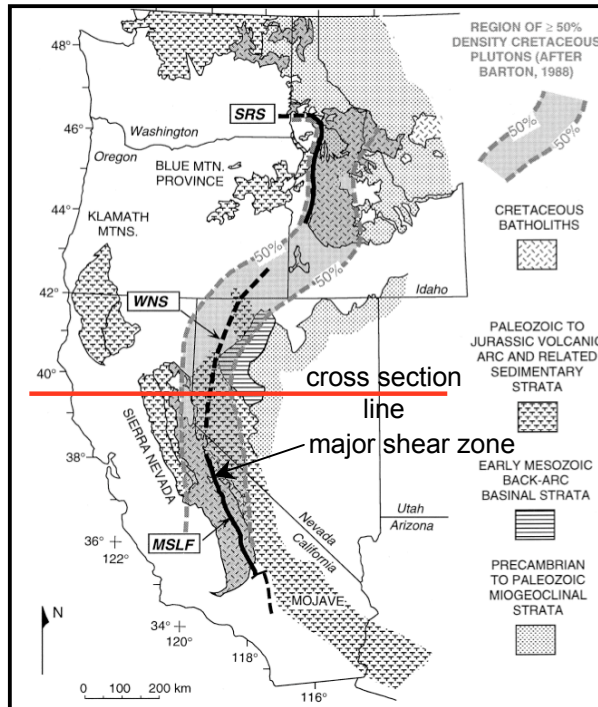 REGION OF ≥ 50%
DENSITY CRETACEOUS
PLUTONS (AFTER
BARTON, 1988)
50%
50%
CRETACEOUS
BATHOLITHS
PALEOZOIC TO
JURASSIC VOLCANIC
ARC AND RELATED
SEDIMENTARY
STRATA
EARLY MESOZOIC
BACK-ARC
BASINAL STRATA
PRECAMBRIAN
TO PALEOZOIC
MIOGEOCLINAL
STRATA
48°
SRS
46°
Washington
Oregon
BLUE MTN.
PROVINCE
44°
KLAMATH
MTNS.
50%
50%
42°
WNS
Idaho
40°
cross section
line
SIERRA NEVADA
major shear zone
38°
Nevada
California
Utah
Arizona
36°
122°
MSLF
MOJAVE
N
34°
120°
118°
116°
0 100 200 km